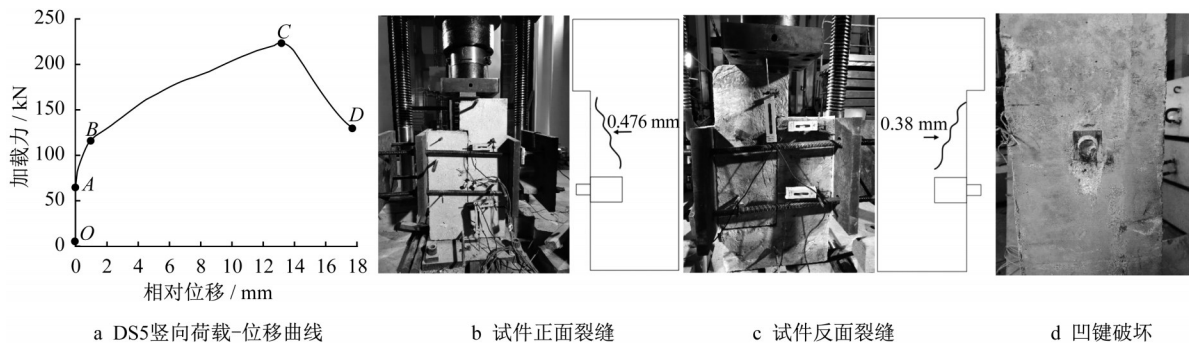 250
200
150
100
50
0
加载力 / kN
O
A
B
C
D
0 2 4 6 8 10 12 14 16 18
相对位移 / mm
0.476 mm
0.38 mm
a DS5竖向荷载-位移曲线
b 试件正面裂缝
c 试件反面裂缝
d 凹键破坏